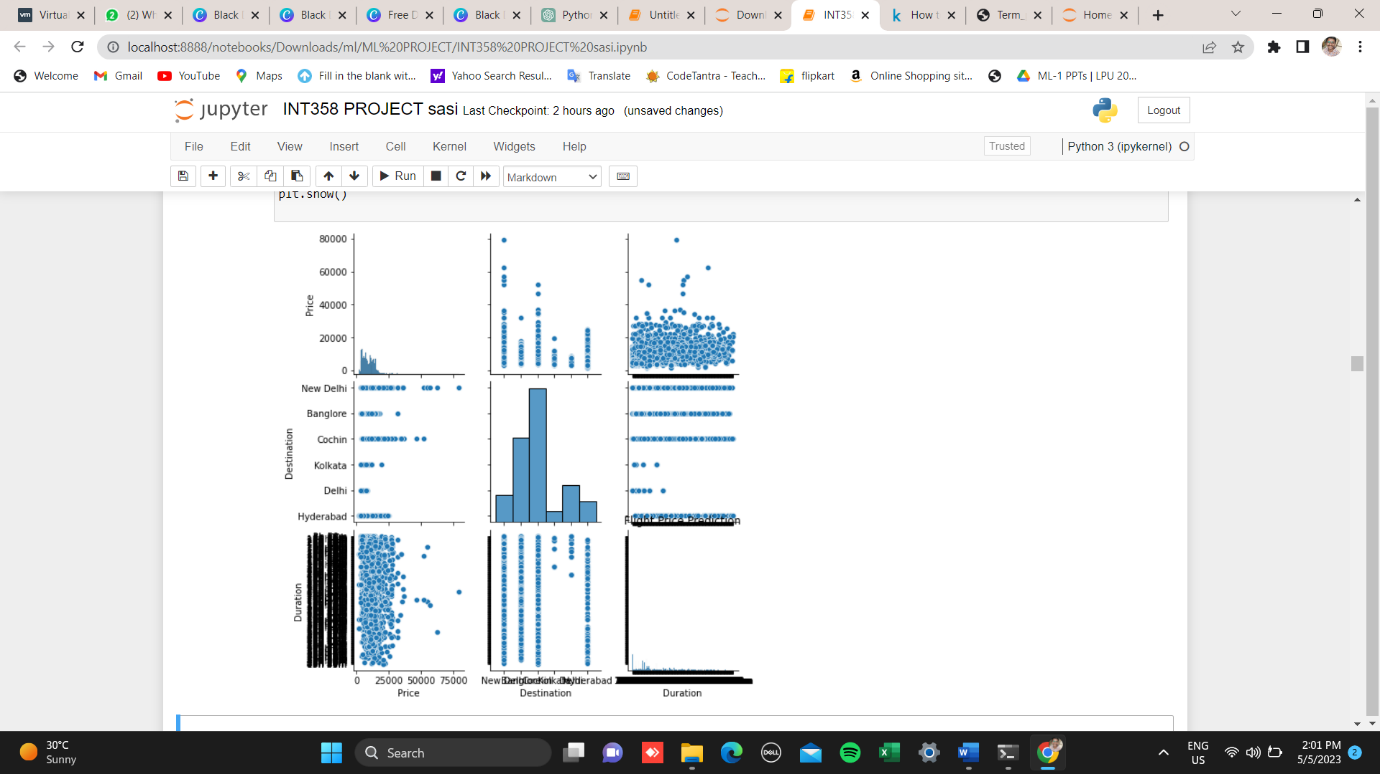 Virtual
(2) Wh
Black
Black
Free D
Black
Pytho
Untitle
Downl
INT35
How t
Term_
Home
localhost:8888/notebooks/Downloads/ml/ML%20PROJECT/INT358%20PROJECT%20sasi.ipynb
Welcome Gmail YouTube Maps Fill in the blank wit... Yahoo Search Resul... Translate CodeTantra - Teach... flipkart Online Shopping sit... ML-1 PPTs | LPU 20...
jupyter INT358 PROJECT sasi Last Checkpoint: 2 hours ago (unsaved changes) Logout
File Edit View Insert Cell Kernel Widgets Help Trusted Python 3 (ipykernel)
Run Markdown
plt.show()
80000
60000
40000
20000
0
Price
New Delhi
Banglore
Cochin
Kolkata
Delhi
Hyderabad
Destination
Flight Price Prediction
Duration
0 25000 50000 75000
Price
Destination
Duration
30°C
Sunny
Search
DELL
ENG
US
2:01 PM
5/5/2023
2